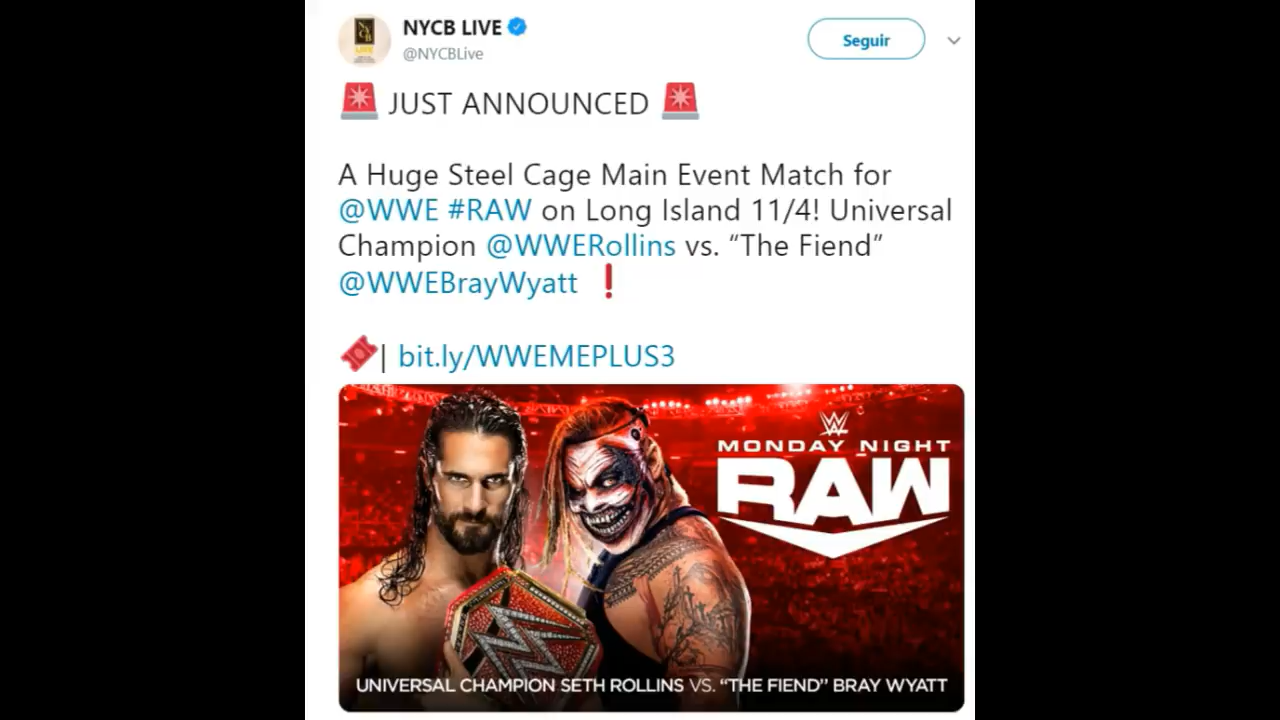 NYCB LIVE
@NYCBLive
Seguir
🚨 JUST ANNOUNCED 🚨
A Huge Steel Cage Main Event Match for
@WWE #RAW on Long Island 11/4! Universal
Champion @WWERollins vs. “The Fiend”
@WWEBrayWyatt ❗
🎟| bit.ly/WWEMEPLUS3
W
MONDAY NIGHT
RAW
UNIVERSAL CHAMPION SETH ROLLINS VS. “THE FIEND” BRAY WYATT